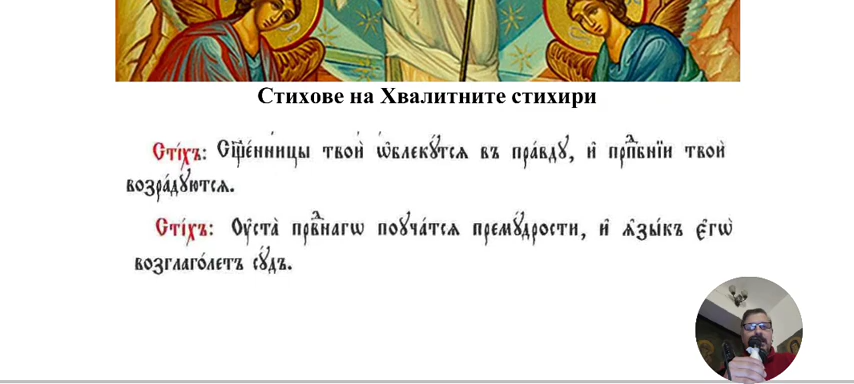 Стихове на Хвалитните стихири
Сті́хъ: Сщ҃е́нницы твоѝ ѡ҆блекꙋ́тсѧ въ пра́вдꙋ, и҆ прпⷣбнїи твоѝ
возра́дꙋютсѧ.
Сті́хъ: Оу҆ста̀ првⷣнагѡ поꙋча́тсѧ премꙋ́дрости, и҆ ѧ҆зы́къ є҆гѡ̀
возглаго́летъ сꙋ́дъ.